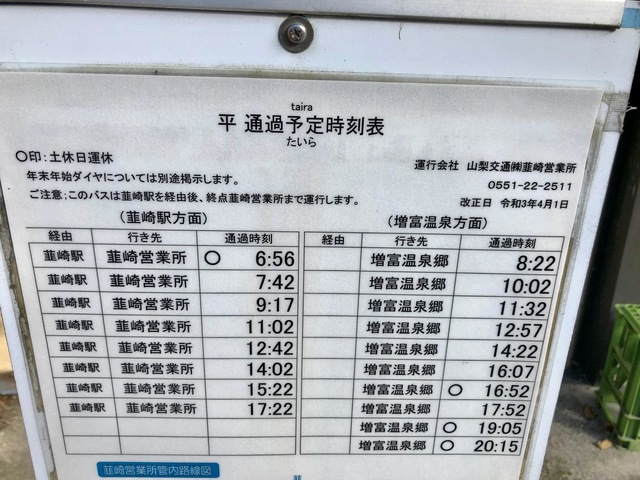 taira
平 通過予定時刻表
たいら
〇印:土休日運休
年末年始ダイヤについては別途掲示します。
ご注意;このバスは韮崎駅を経由後、終点韮崎営業所まで運行します。
運行会社 山梨交通㈱韮崎営業所
0551-22-2511
改正日 令和3年4月1日
(韮崎駅方面)
経由 行き先 通過時刻
韮崎駅 韮崎営業所 〇 6:56
韮崎駅 韮崎営業所 7:42
韮崎駅 韮崎営業所 9:17
韮崎駅 韮崎営業所 11:02
韮崎駅 韮崎営業所 12:42
韮崎駅 韮崎営業所 14:02
韮崎駅 韮崎営業所 15:22
韮崎駅 韮崎営業所 17:22
(増富温泉方面)
経由 行き先 通過時刻
増富温泉郷 8:22
増富温泉郷 10:02
増富温泉郷 11:32
増富温泉郷 12:57
増富温泉郷 14:22
増富温泉郷 16:07
増富温泉郷 〇 16:52
増富温泉郷 17:52
増富温泉郷 〇 19:05
増富温泉郷 〇 20:15
韮崎営業所管内路線図